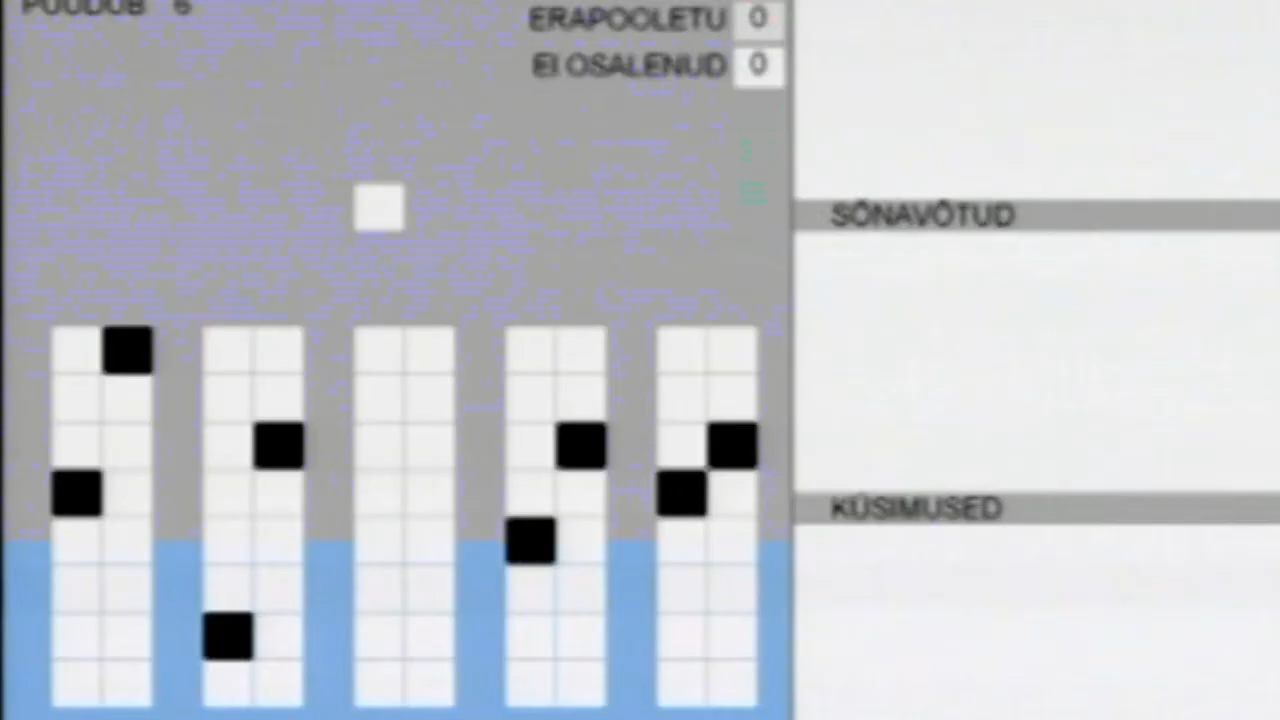 PUUDUB 6
ERAPOOLETU 0
EI OSALENUD 0
SÕNAVÕTUD
KÜSIMUSED